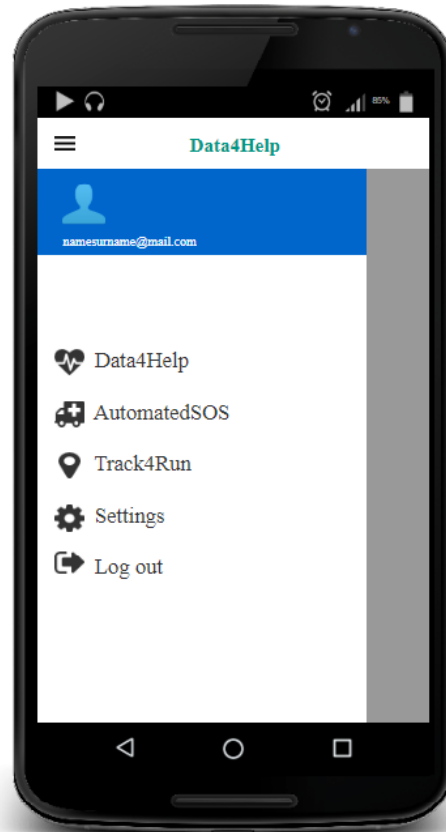 85%
Data4Help
namesurname@mail.com
Data4Help
AutomatedSOS
Track4Run
Settings
Log out